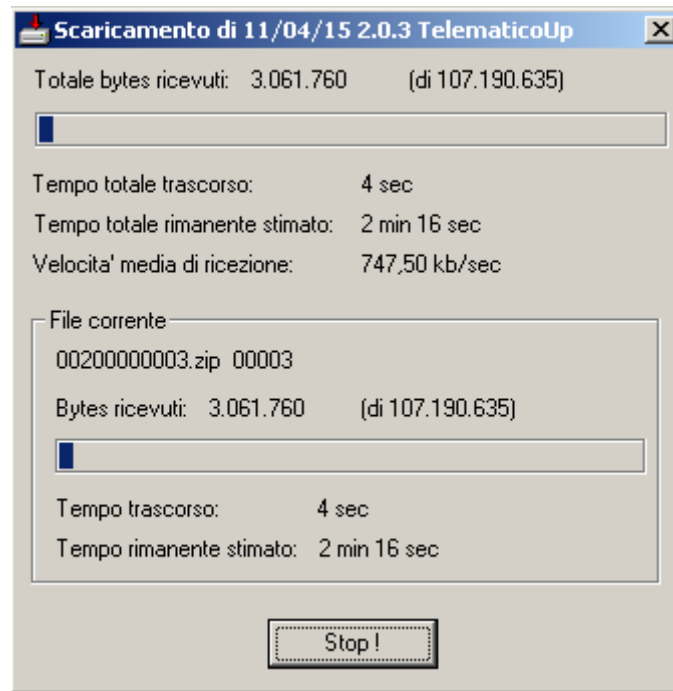 Scaricamento di 11/04/15 2.0.3 TelematicoUp
Totale bytes ricevuti: 3.061.760 (di 107.190.635)
Tempo totale trascorso: 4 sec
Tempo totale rimanente stimato: 2 min 16 sec
Velocita' media di ricezione: 747,50 kb/sec
File corrente
00200000003.zip 00003
Bytes ricevuti: 3.061.760 (di 107.190.635)
Tempo trascorso: 4 sec
Tempo rimanente stimato: 2 min 16 sec
Stop !